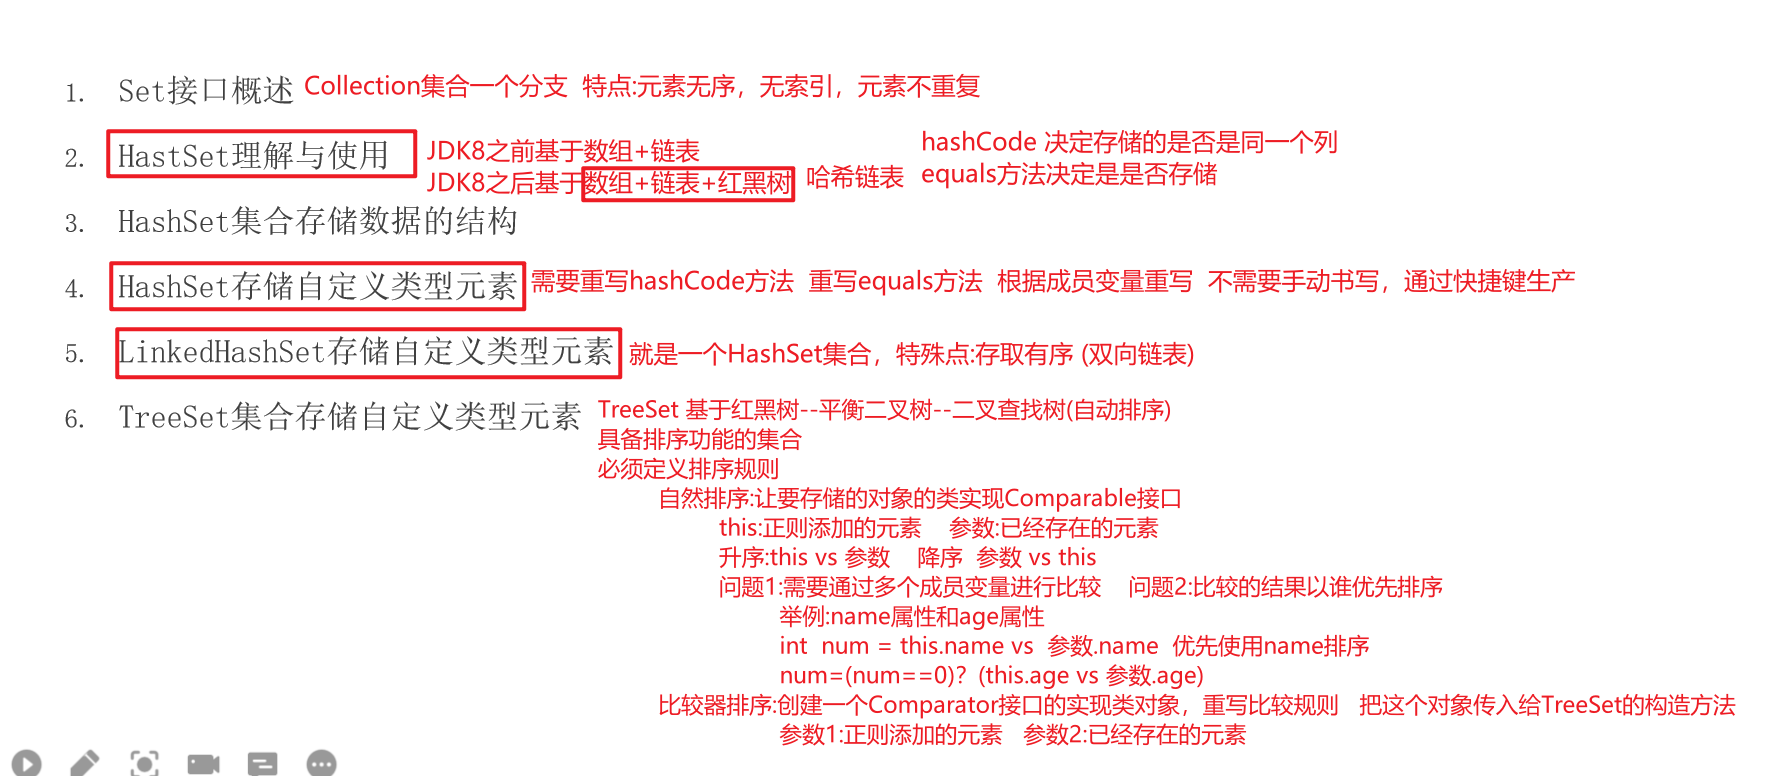 1. Set接口概述 Collection集合一个分支 特点:元素无序，无索引，元素不重复
2. HastSet理解与使用 JDK8之前基于数组+链表 hashCode 决定存储的是否是同一个列
JDK8之后基于数组+链表+红黑树 哈希链表 equals方法决定是是否存储
3. HashSet集合存储数据的结构
4. HashSet存储自定义类型元素 需要重写hashCode方法 重写equals方法 根据成员变量重写 不需要手动书写，通过快捷键生产
5. LinkedHashSet存储自定义类型元素 就是一个HashSet集合，特殊点:存取有序 (双向链表)
6. TreeSet集合存储自定义类型元素 TreeSet 基于红黑树--平衡二叉树--二叉查找树(自动排序)
具备排序功能的集合
必须定义排序规则
自然排序:让要存储的对象的类实现Comparable接口
this:正则添加的元素 参数:已经存在的元素
升序:this vs 参数 降序 参数 vs this
问题1:需要通过多个成员变量进行比较 问题2:比较的结果以谁优先排序
举例:name属性和age属性
int num = this.name vs 参数.name 优先使用name排序
num=(num==0)? (this.age vs 参数.age)
比较器排序:创建一个Comparator接口的实现类对象，重写比较规则 把这个对象传入给TreeSet的构造方法
参数1:正则添加的元素 参数2:已经存在的元素